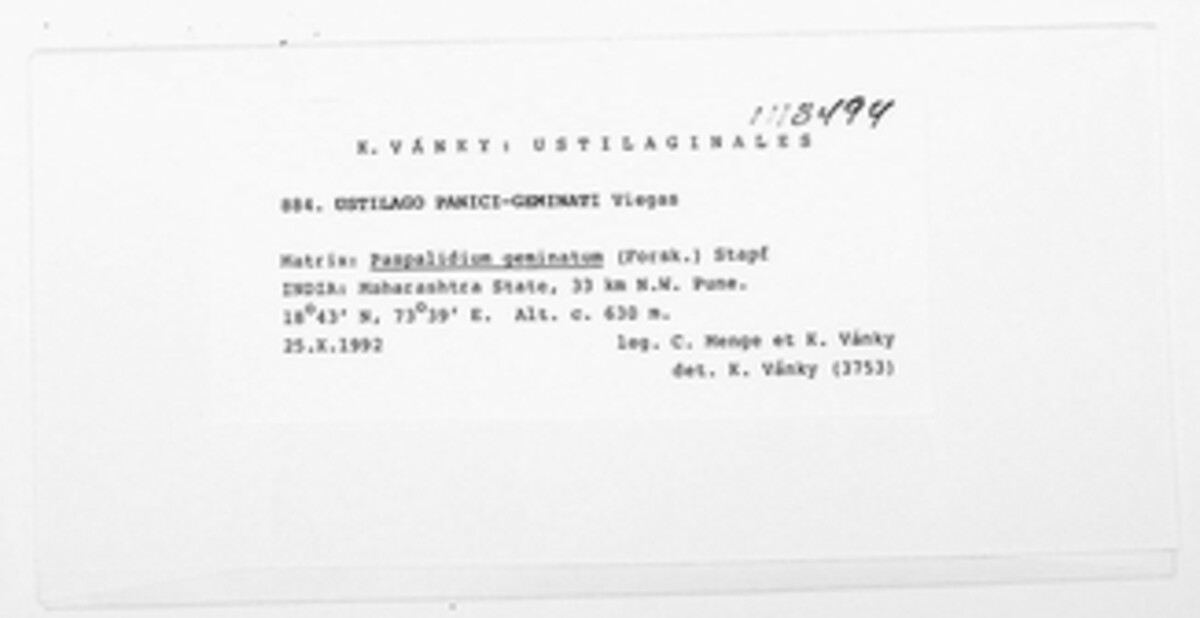 8494
K. VÁNKY: USTILAGINALES
884. USTILAGO PANICI-GEMINATI Viegas
Matrix: Paspalidium geminatum (Forsk.) Stapf
INDIA: Maharashtra State, 33 km N.W. Pune.
18°43' N, 73°39' E. Alt. c. 630 m.
25.X.1992 leg. C. Menge et K. Vánky
det. K. Vánky (3753)